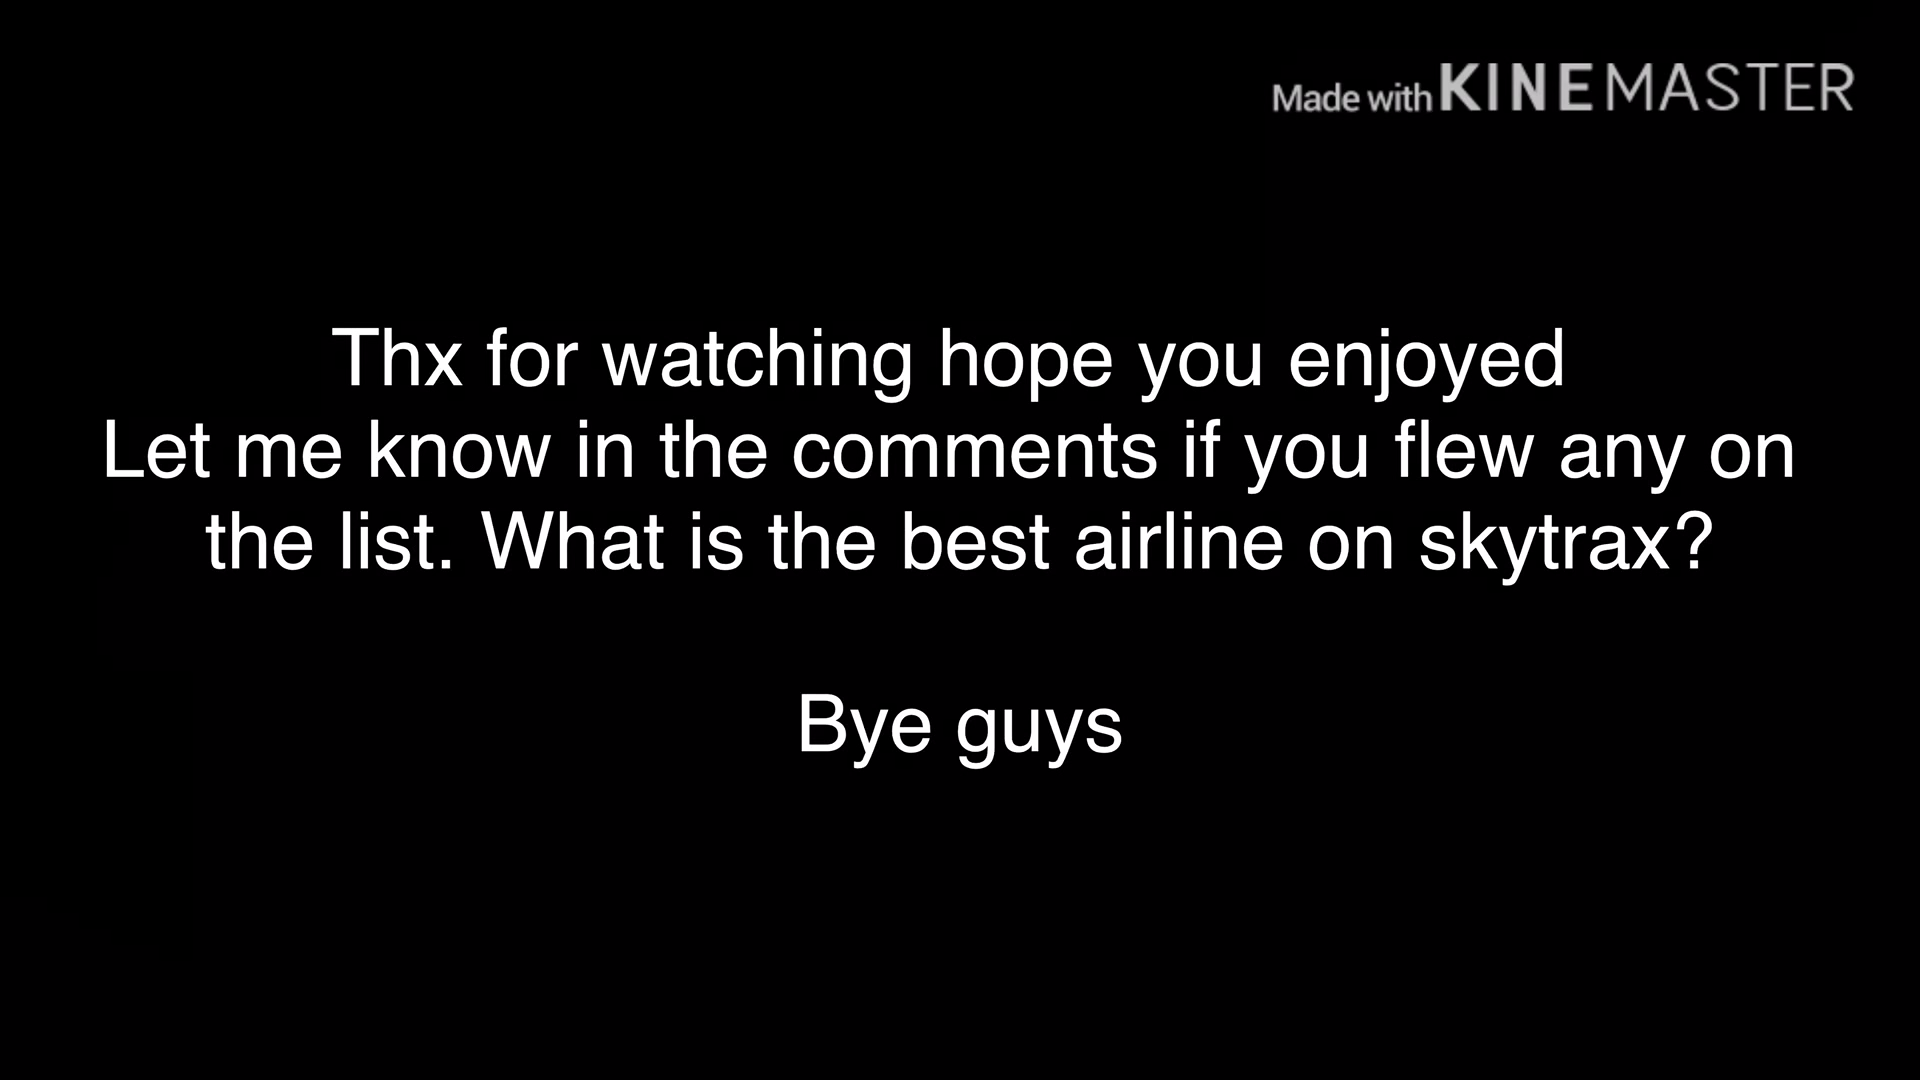 Made with KINEMASTER
Thx for watching hope you enjoyed
Let me know in the comments if you flew any on
the list. What is the best airline on skytrax?
Bye guys